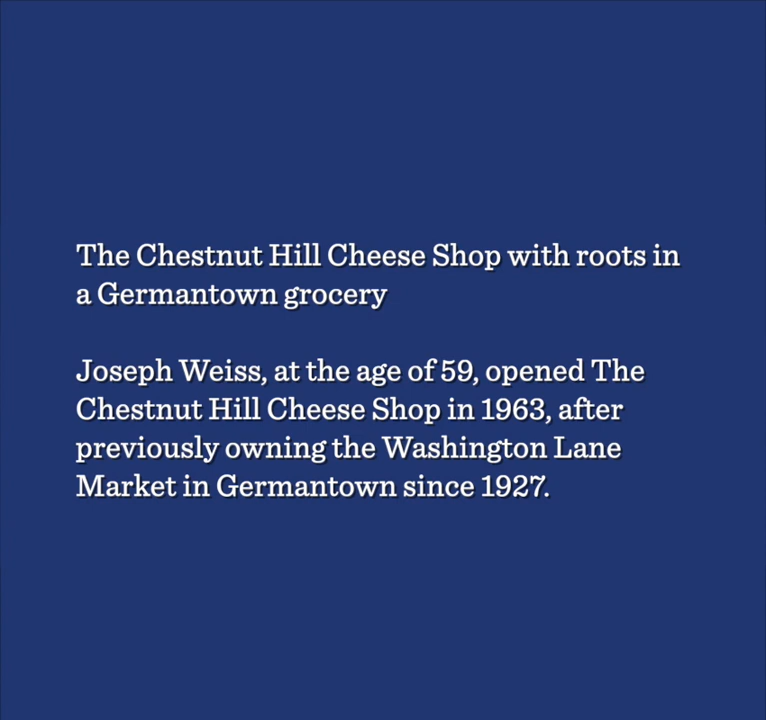 The Chestnut Hill Cheese Shop with roots in
a Germantown grocery
Joseph Weiss, at the age of 59, opened The
Chestnut Hill Cheese Shop in 1963, after
previously owning the Washington Lane
Market in Germantown since 1927.